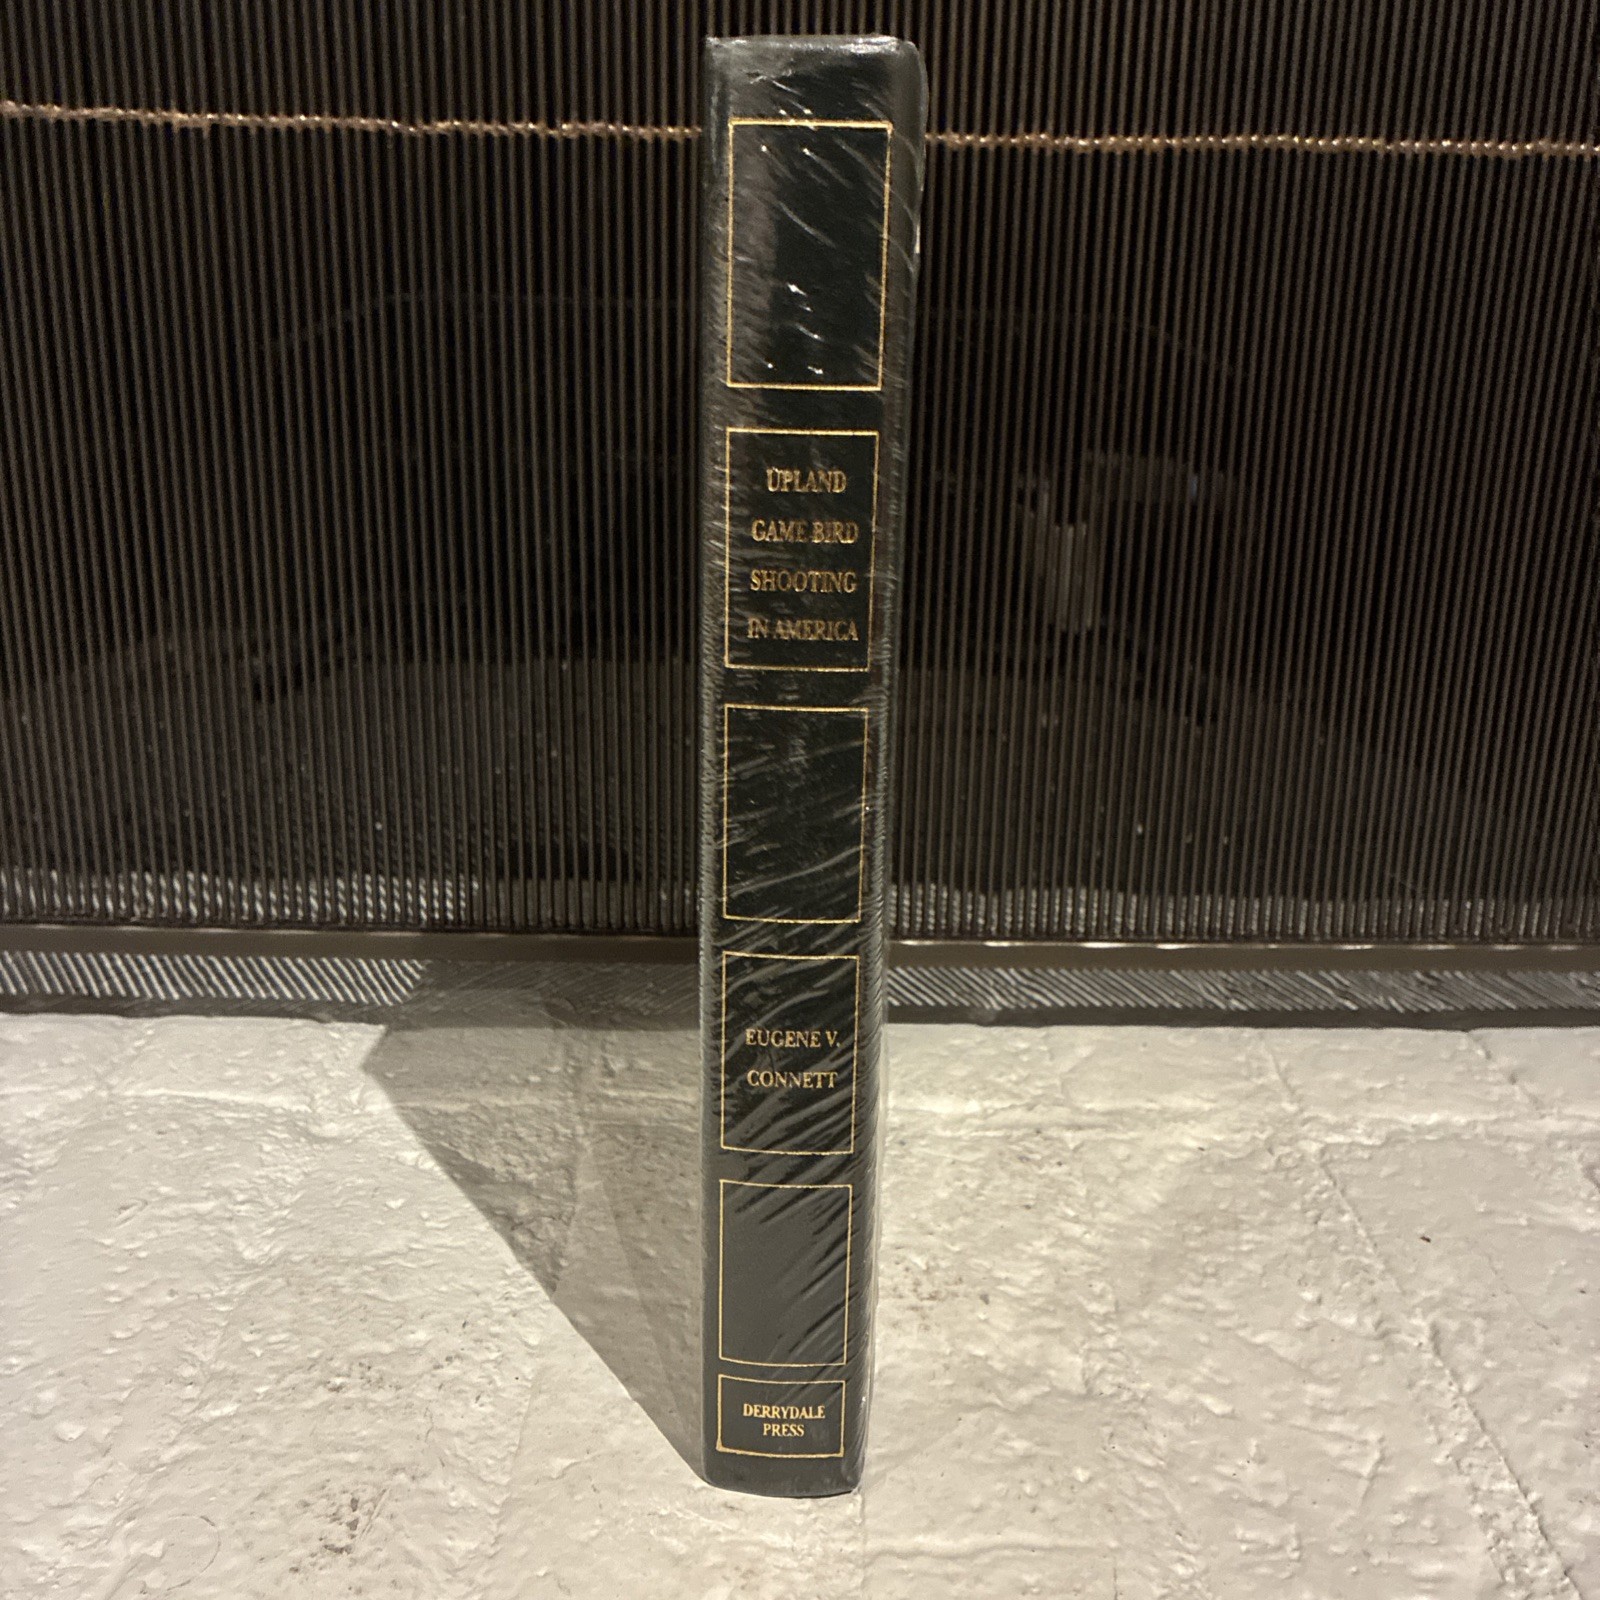 UPLAND
GAME BIRD
SHOOTING
IN AMERICA
EUGENE V.
CONNETT
DERRYDALE
PRESS